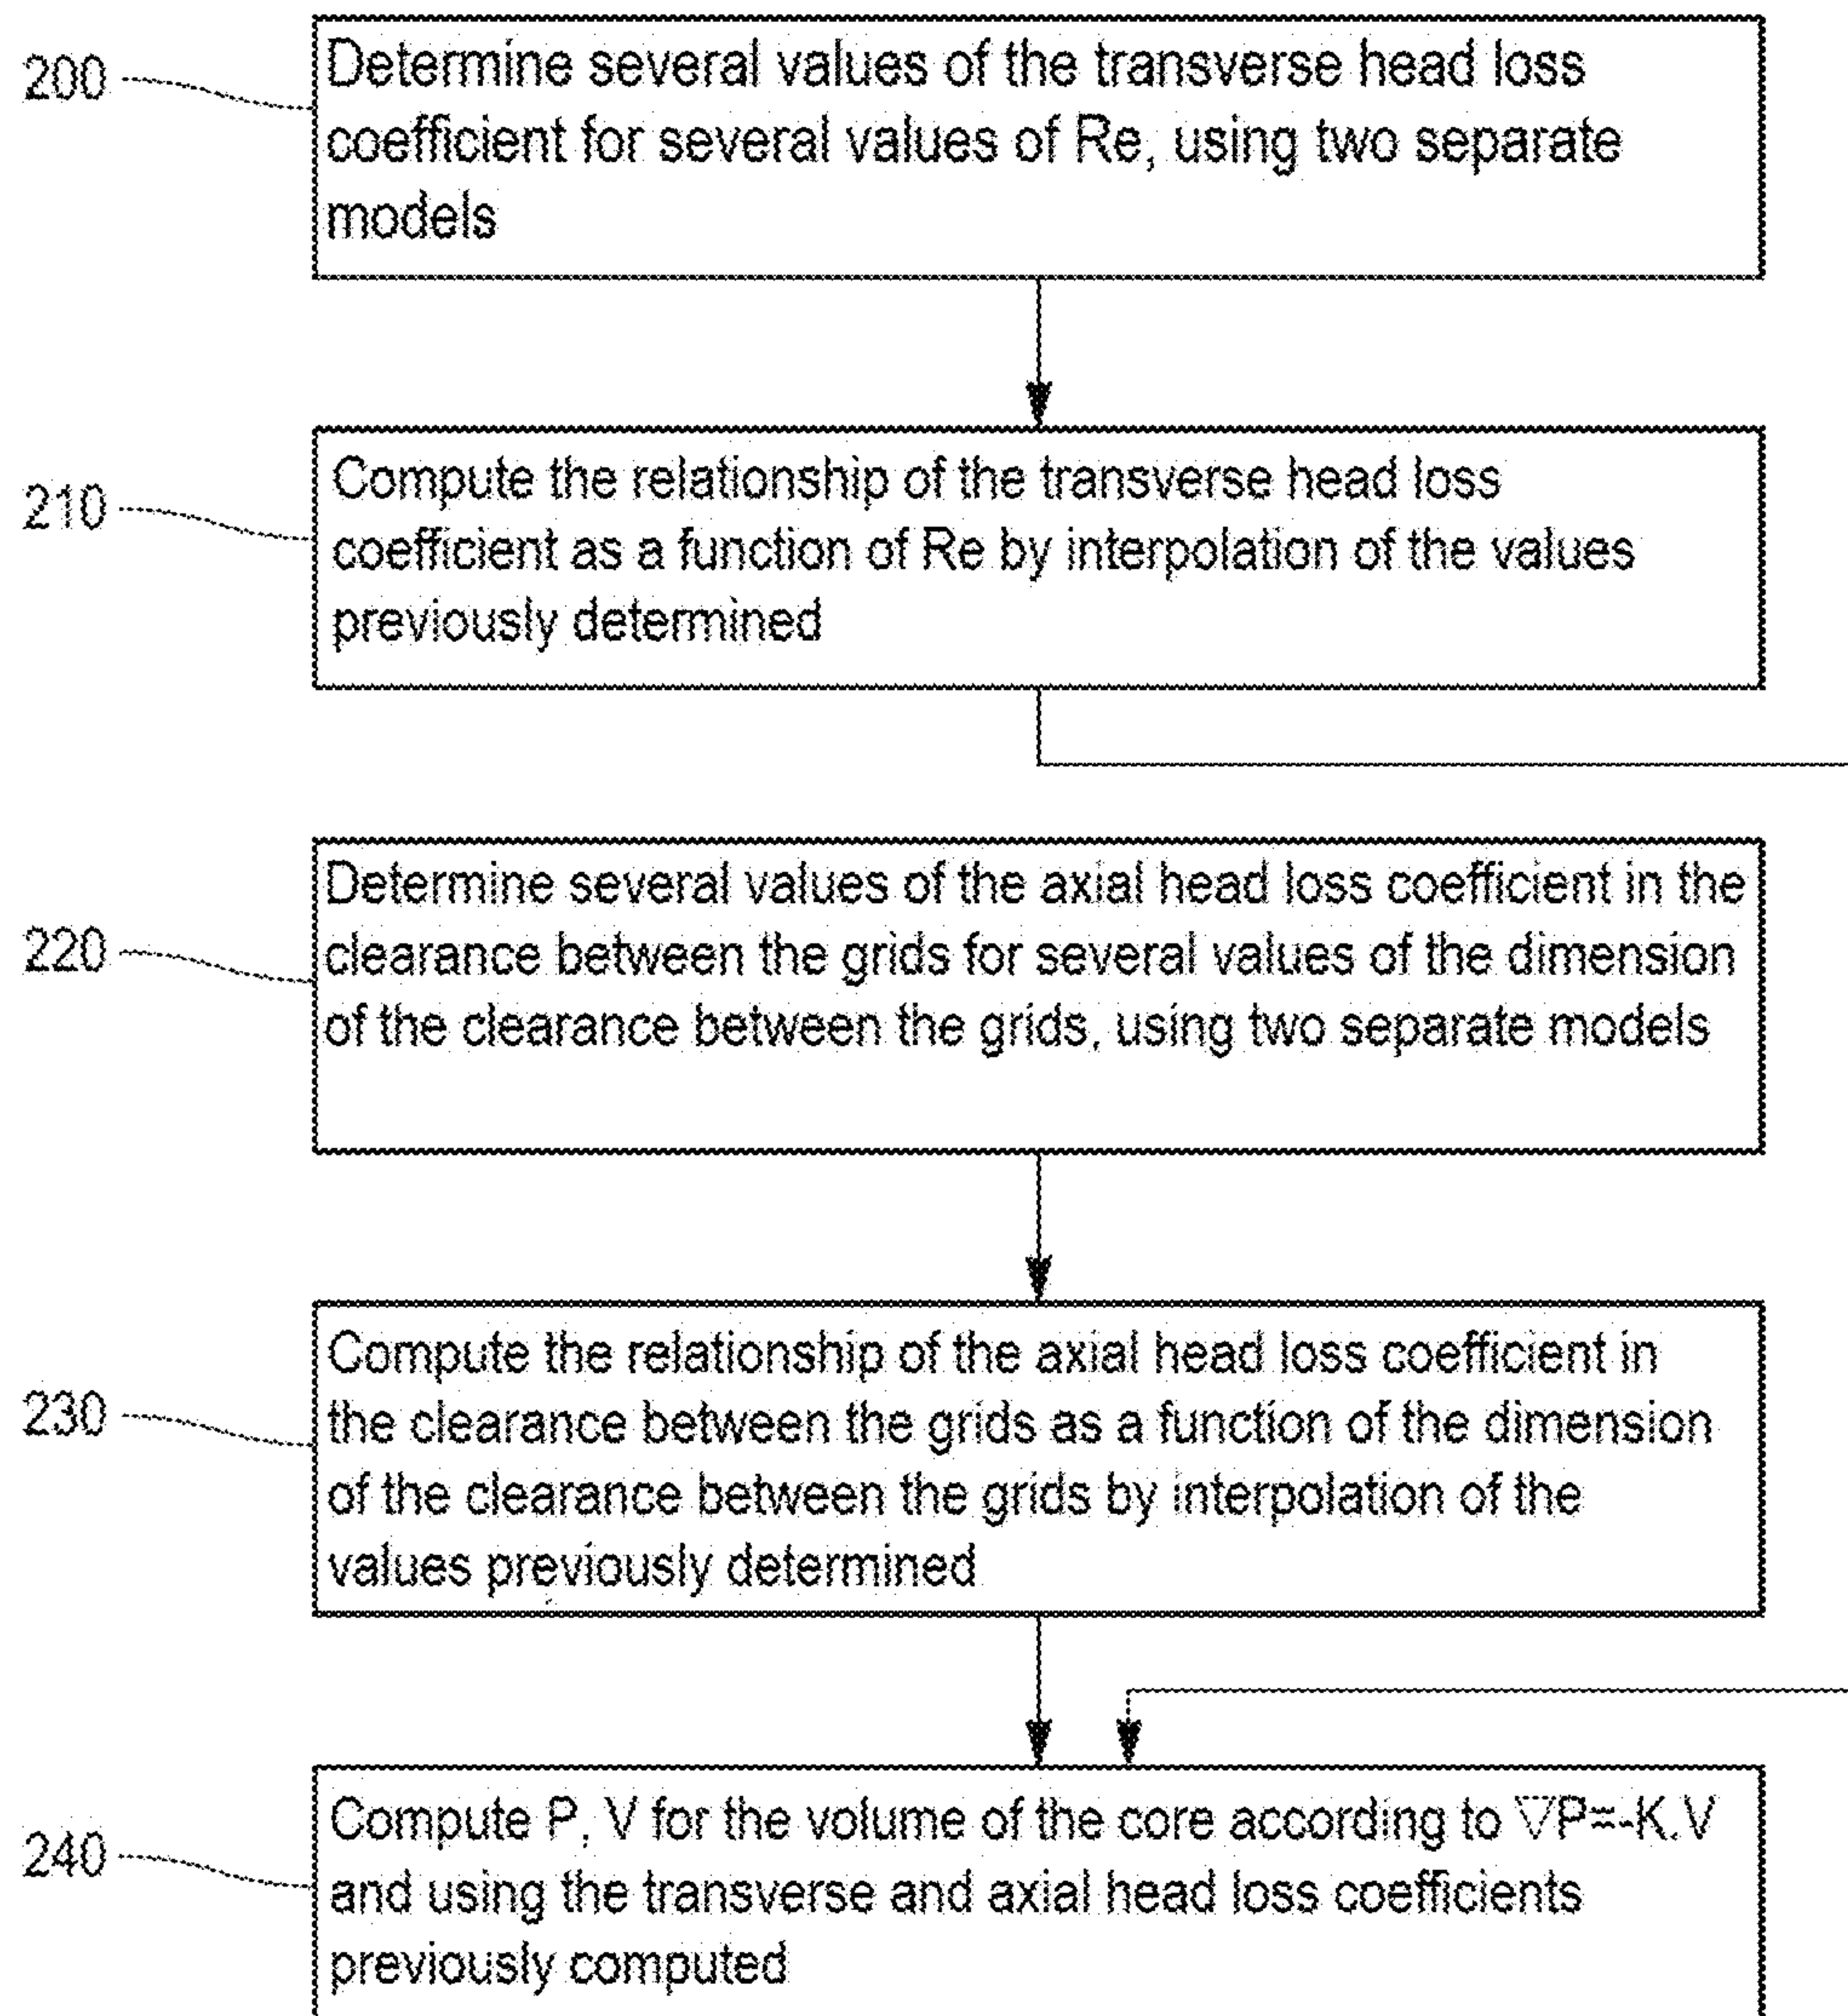 200
Determine several values of the transverse head loss
coefficient for several values of Re, using two separate
models
210
Compute the relationship of the transverse head loss
coefficient as a function of Re by interpolation of the values
previously determined
220
Determine several values of the axial head loss coefficient in the
clearance between the grids for several values of the dimension
of the clearance between the grids, using two separate models
230
Compute the relationship of the axial head loss coefficient in
the clearance between the grids as a function of the dimension
of the clearance between the grids by interpolation of the
values previously determined
240
Compute P, V for the volume of the core according to ∇P=-K.V
and using the transverse and axial head loss coefficients
previously computed